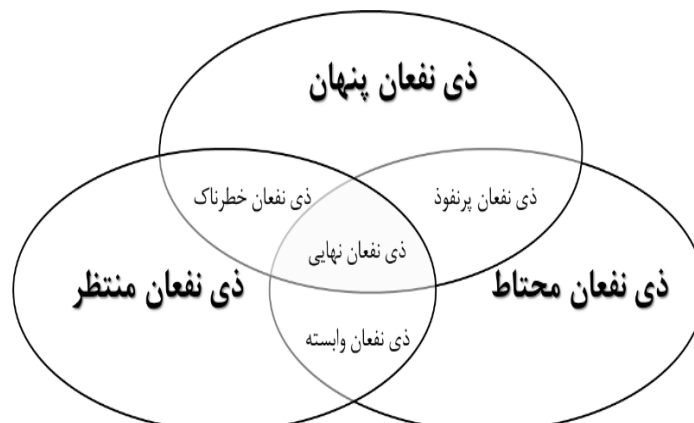 ذی نفعان پنهان
ذی نفعان خطرناک
ذی نفعان پرنفوذ
ذی نفعان نهایی
ذی نفعان منتظر
ذی نفعان محتاط
ذی نفعان وابسته